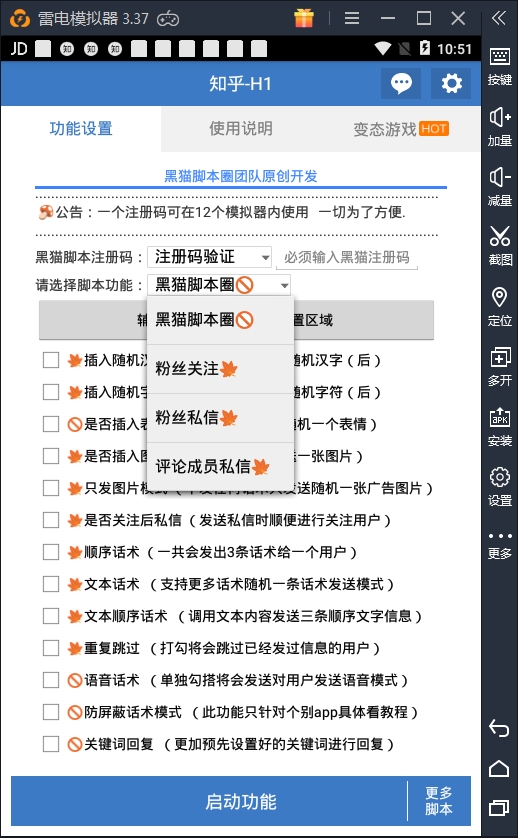 雷电模拟器 3.37
JD 知 知 知 10:51
知乎-H1
功能设置 使用说明 变态游戏 HOT
黑猫脚本圈团队原创开发
公告：一个注册码可在12个模拟器内使用 一切为了方便.
黑猫脚本注册码： 注册码验证 必须输入黑猫注册码
请选择脚本功能： 黑猫脚本圈
黑猫脚本圈
粉丝关注
粉丝私信
评论成员私信
辅 置区域
插入随机汉 随机汉字（后）
插入随机字 随机字符（后）
是否插入表 机一个表情）
是否插入图 一张图片）
只发图片模式 随机一张广告图片）
是否关注后私信（发送私信时顺便进行关注用户）
顺序话术（一共会发出3条话术给一个用户）
文本话术（支持更多话术随机一条话术发送模式）
文本顺序话术（调用文本内容发送三条顺序文字信息）
重复跳过（打勾将会跳过已经发过信息的用户）
语音话术（单独勾搭将会发送对用户发送语音模式）
防屏蔽话术模式（此功能只针对个别app具体看教程）
关键词回复（更加预先设置好的关键词进行回复）
启动功能
更多
脚本
按键
加量
减量
截图
定位
多开
APK
安装
设置
更多